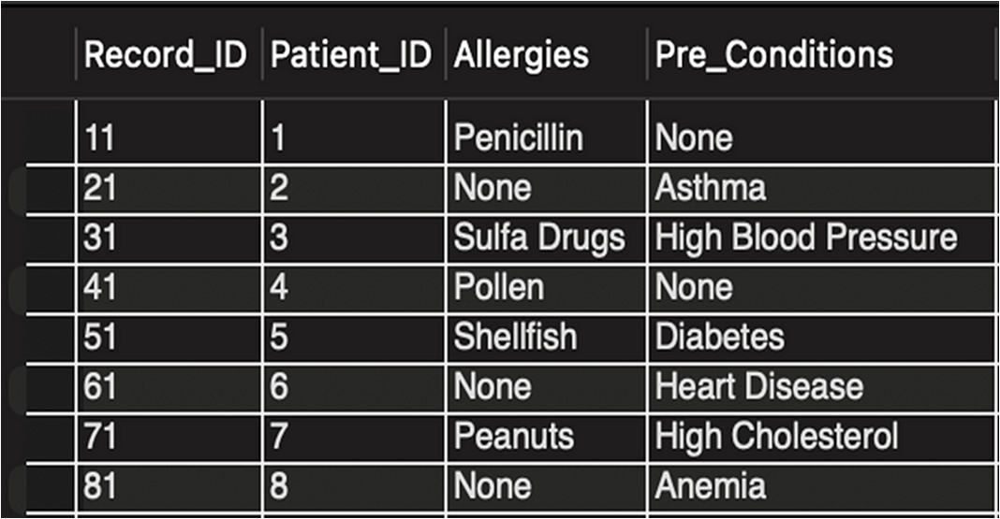 Record_ID Patient_ID Allergies Pre_Conditions
11 1 Penicillin None
21 2 None Asthma
31 3 Sulfa Drugs High Blood Pressure
41 4 Pollen None
51 5 Shellfish Diabetes
61 6 None Heart Disease
71 7 Peanuts High Cholesterol
81 8 None Anemia